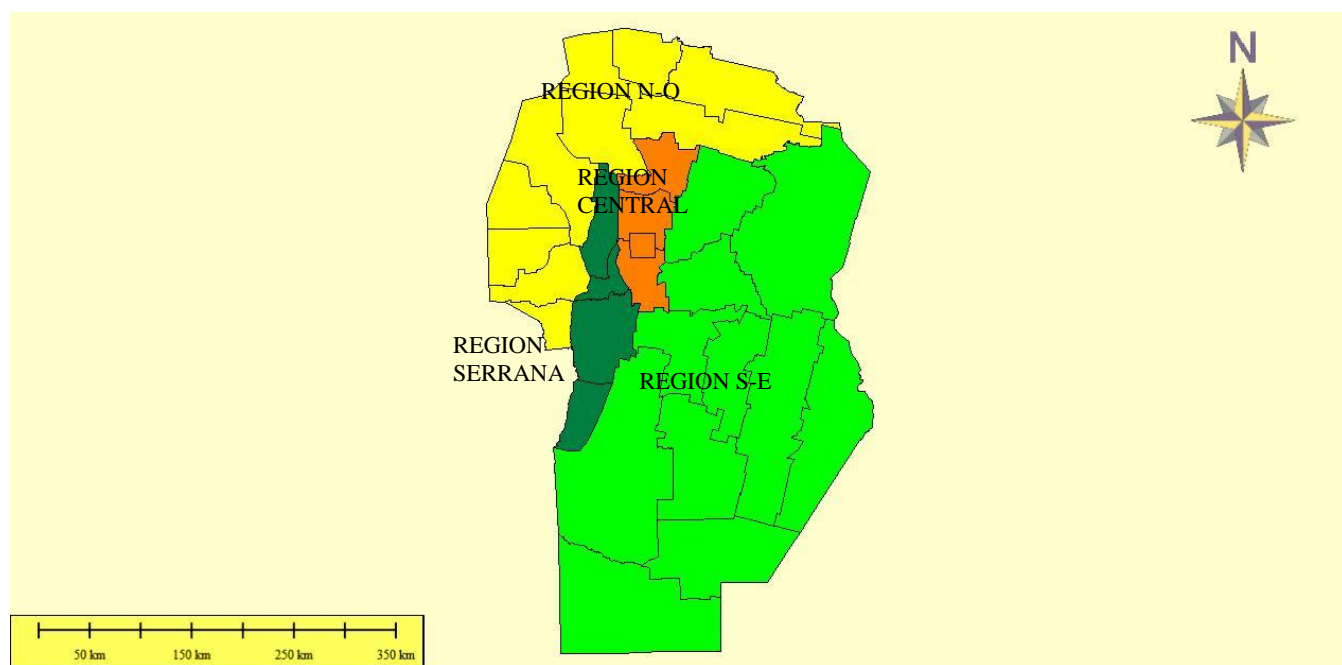 N
REGION N-O
REGION
CENTRAL
REGION
SERRANA
REGION S-E
50 km 150 km 250 km 350 km